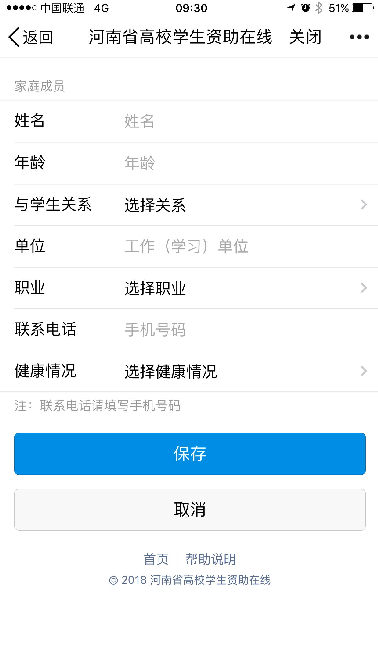 中国联通 4G 09:30 51%
返回 河南省高校学生资助在线 关闭
家庭成员
姓名 姓名
年龄 年龄
与学生关系 选择关系
单位 工作（学习）单位
职业 选择职业
联系电话 手机号码
健康情况 选择健康情况
注：联系电话请填写手机号码
保存
取消
首页 帮助说明
© 2018 河南省高校学生资助在线